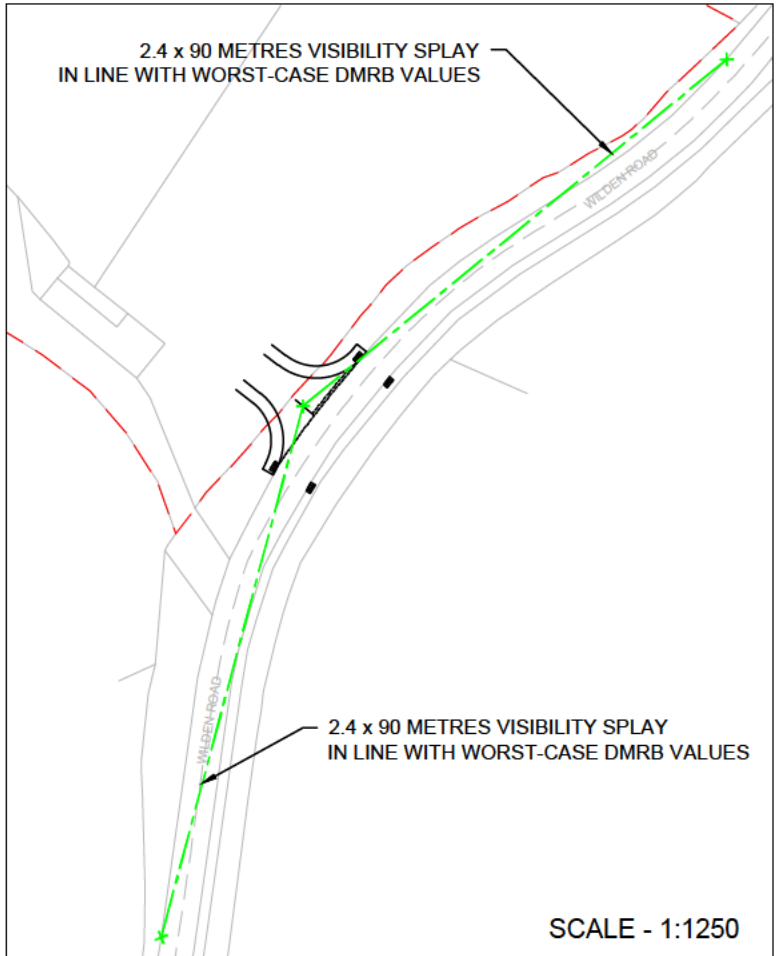 2.4 x 90 METRES VISIBILITY SPLAY
IN LINE WITH WORST-CASE DMRB VALUES
WILDEN ROAD
WILDEN ROAD
2.4 x 90 METRES VISIBILITY SPLAY
IN LINE WITH WORST-CASE DMRB VALUES
SCALE - 1:1250